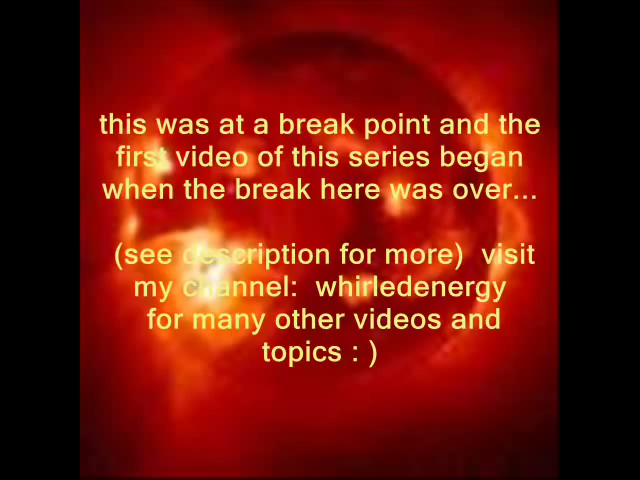 this was at a break point and the
first video of this series began
when the break here was over...
(see description for more)  visit
my channel:  whirledenergy
for many other videos and
topics : )